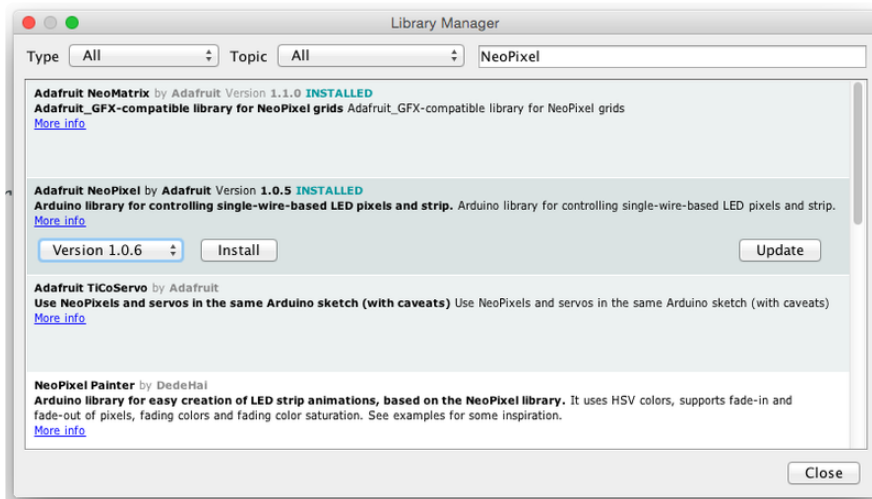 Library Manager
Type All Topic All NeoPixel
Adafruit NeoMatrix by Adafruit Version 1.1.0 INSTALLED
Adafruit_GFX-compatible library for NeoPixel grids Adafruit_GFX-compatible library for NeoPixel grids
More info
Adafruit NeoPixel by Adafruit Version 1.0.5 INSTALLED
Arduino library for controlling single-wire-based LED pixels and strip. Arduino library for controlling single-wire-based LED pixels and strip.
More info
Version 1.0.6 Install Update
Adafruit TiCoServo by Adafruit
Use NeoPixels and servos in the same Arduino sketch (with caveats) Use NeoPixels and servos in the same Arduino sketch (with caveats)
More info
NeoPixel Painter by DedeHai
Arduino library for easy creation of LED strip animations, based on the NeoPixel library. It uses HSV colors, supports fade-in and
fade-out of pixels, fading colors and fading color saturation. See examples for some inspiration.
More info
Close